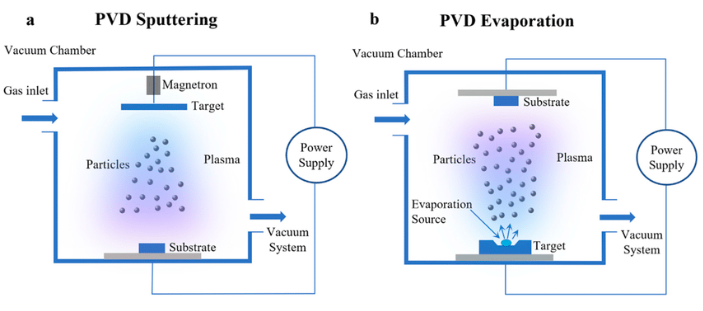 a
PVD Sputtering
Vacuum Chamber
Gas inlet
Magnetron
Target
Particles
Plasma
Power
Supply
Substrate
Vacuum
System
b
PVD Evaporation
Vacuum Chamber
Gas inlet
Substrate
Particles
Plasma
Power
Supply
Evaporation
Source
Target
Vacuum
System